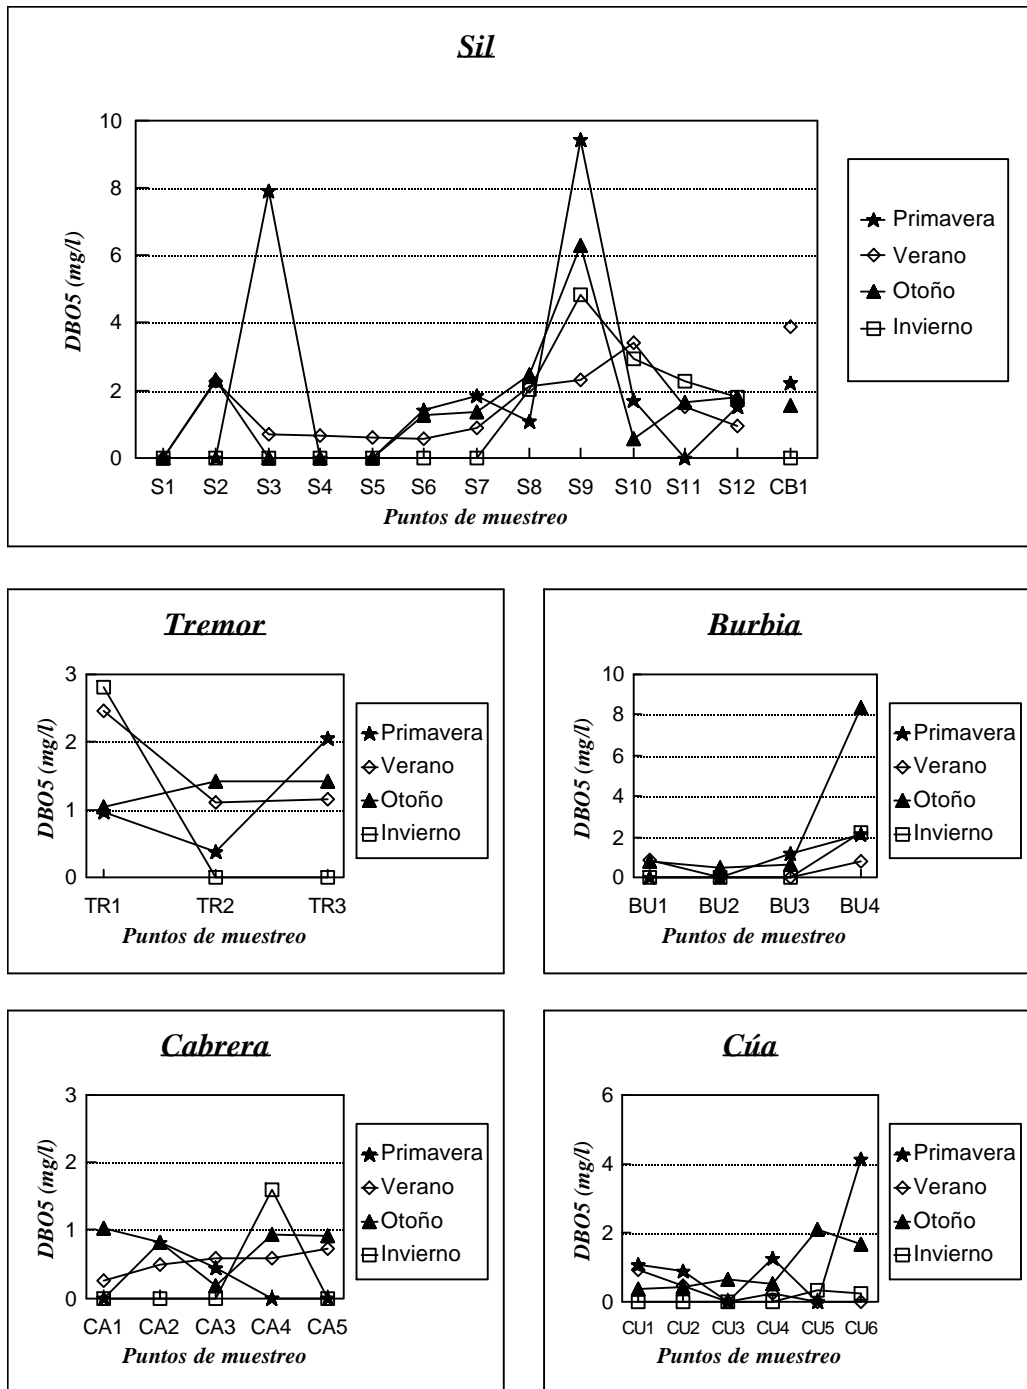 Sil
10
8
6
4
2
0
DBO5 (mg/l)
S1 S2 S3 S4 S5 S6 S7 S8 S9 S10 S11 S12 CB1
Puntos de muestreo
Primavera
Verano
Otoño
Invierno
Tremor
3
2
1
0
DBO5 (mg/l)
TR1 TR2 TR3
Puntos de muestreo
Primavera
Verano
Otoño
Invierno
Burbia
10
8
6
4
2
0
DBO5 (mg/l)
BU1 BU2 BU3 BU4
Puntos de muestreo
Primavera
Verano
Otoño
Invierno
Cabrera
3
2
1
0
DBO5 (mg/l)
CA1 CA2 CA3 CA4 CA5
Puntos de muestreo
Primavera
Verano
Otoño
Invierno
Cúa
6
4
2
0
DBO5 (mg/l)
CU1 CU2 CU3 CU4 CU5 CU6
Puntos de muestreo
Primavera
Verano
Otoño
Invierno